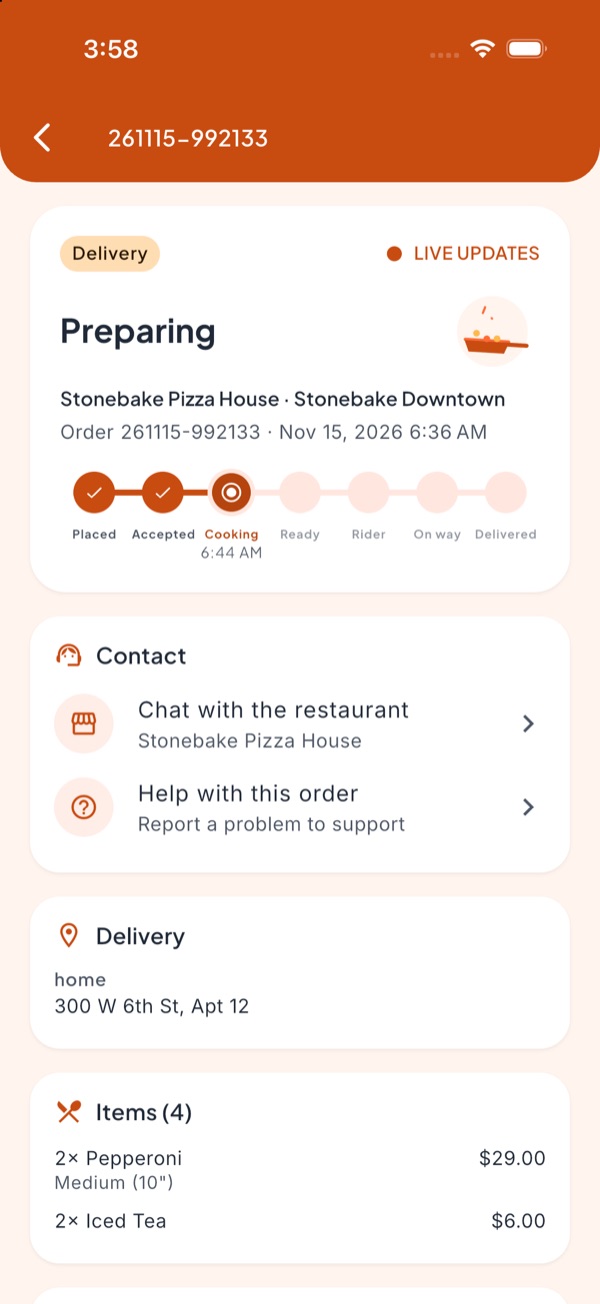 3:58
261115-992133
Delivery
LIVE UPDATES
Preparing
Stonebake Pizza House · Stonebake Downtown
Order 261115-992133 · Nov 15, 2026 6:36 AM
Placed Accepted Cooking Ready Rider On way Delivered
6:44 AM
Contact
Chat with the restaurant
Stonebake Pizza House
Help with this order
Report a problem to support
Delivery
home
300 W 6th St, Apt 12
Items (4)
2× Pepperoni $29.00
Medium (10")
2× Iced Tea $6.00